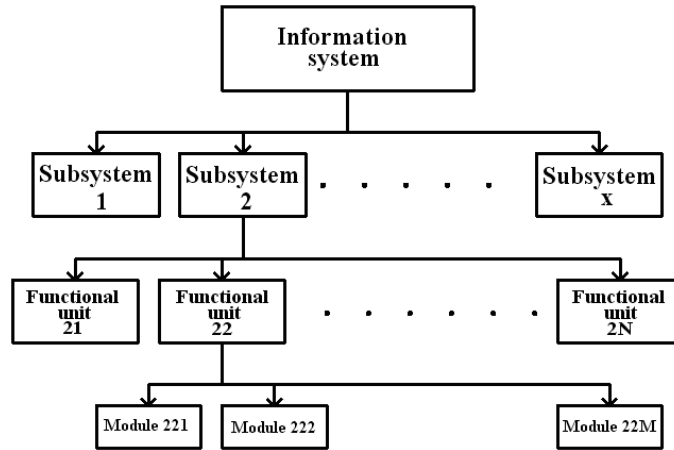 Information
system
Subsystem
1
Subsystem
2
Subsystem
x
Functional
unit
21
Functional
unit
22
Functional
unit
2N
Module 221
Module 222
Module 22M